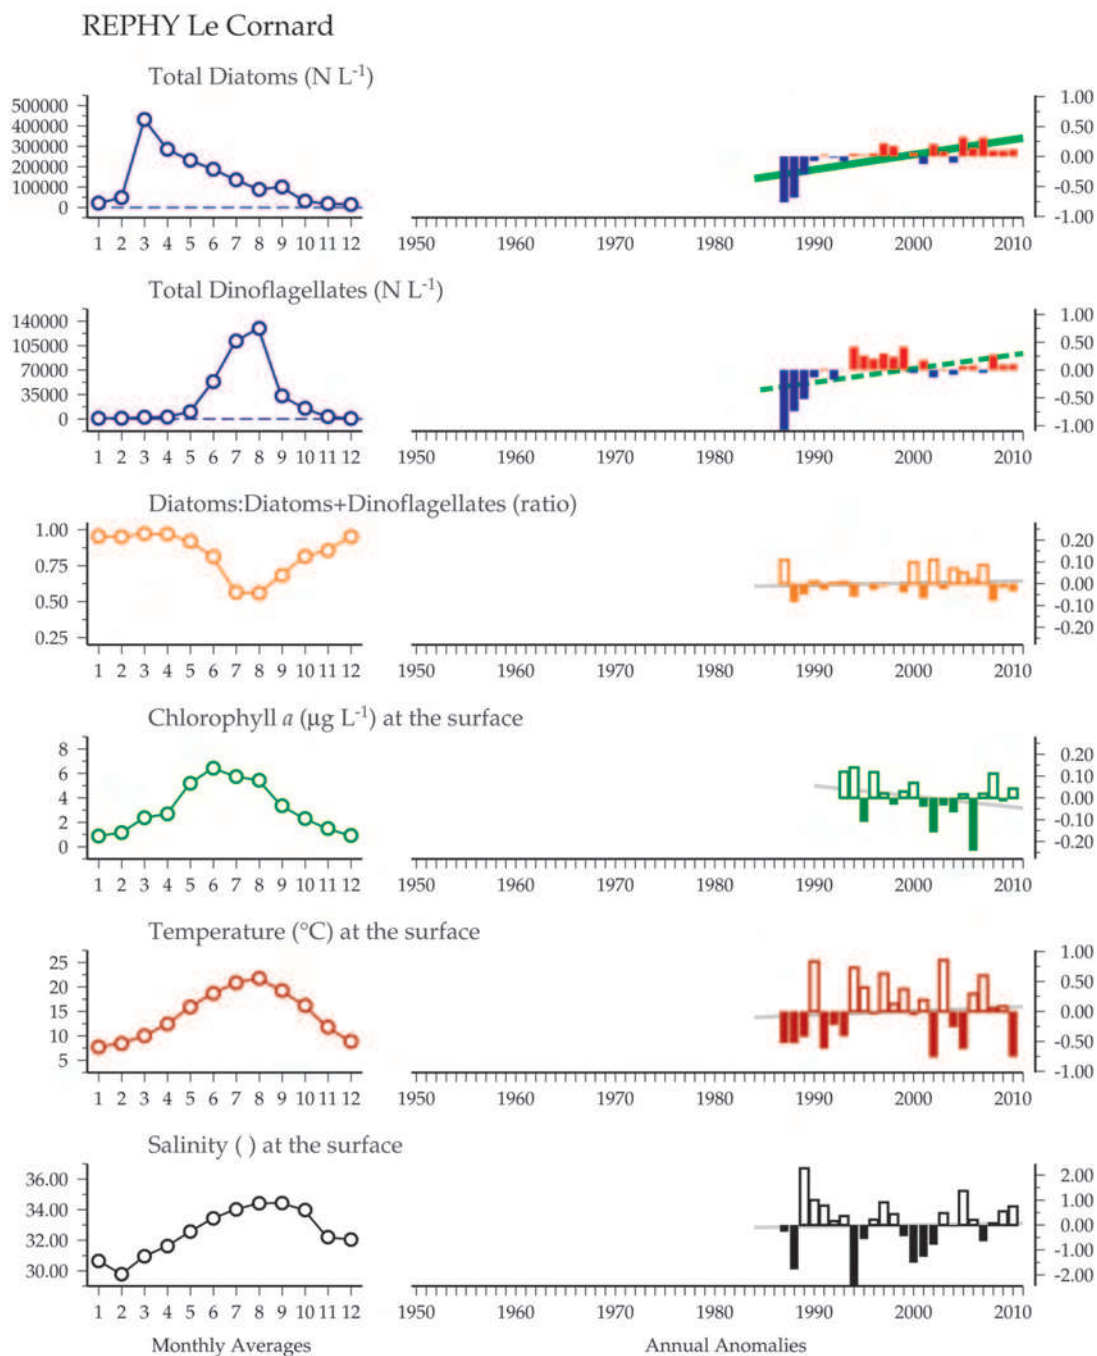 REPHY Le Cornard
Total Diatoms (N L-1)
500000
400000
300000
200000
100000
0
1 2 3 4 5 6 7 8 9 10 11 12
1950 1960 1970 1980 1990 2000 2010
1.00
0.50
0.00
-0.50
-1.00
Total Dinoflagellates (N L-1)
140000
105000
70000
35000
0
1 2 3 4 5 6 7 8 9 10 11 12
1950 1960 1970 1980 1990 2000 2010
1.00
0.50
0.00
-0.50
-1.00
Diatoms:Diatoms+Dinoflagellates (ratio)
1.00
0.75
0.50
0.25
1 2 3 4 5 6 7 8 9 10 11 12
1950 1960 1970 1980 1990 2000 2010
0.20
0.10
0.00
-0.10
-0.20
Chlorophyll a (µg L-1) at the surface
8
6
4
2
0
1 2 3 4 5 6 7 8 9 10 11 12
1950 1960 1970 1980 1990 2000 2010
0.20
0.10
0.00
-0.10
-0.20
Temperature (°C) at the surface
25
20
15
10
5
1 2 3 4 5 6 7 8 9 10 11 12
1950 1960 1970 1980 1990 2000 2010
1.00
0.50
0.00
-0.50
-1.00
Salinity ( ) at the surface
36.00
34.00
32.00
30.00
1 2 3 4 5 6 7 8 9 10 11 12
1950 1960 1970 1980 1990 2000 2010
2.00
1.00
0.00
-1.00
-2.00
Monthly Averages
Annual Anomalies